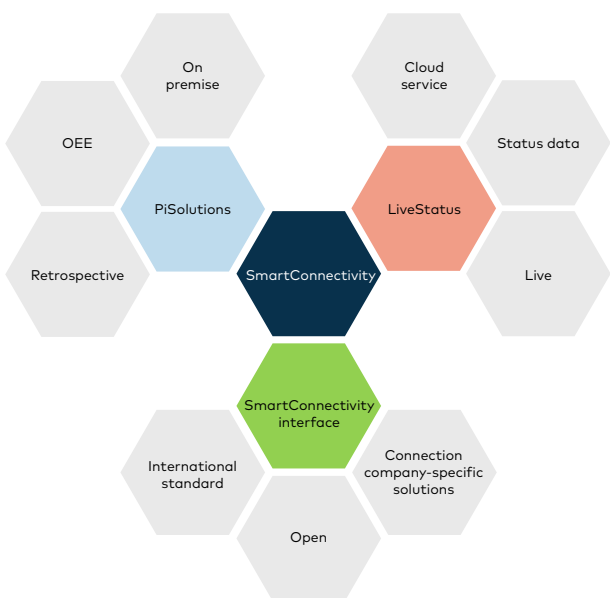 On
premise
Cloud
service
OEE
Status data
PiSolutions
LiveStatus
Retrospective
SmartConnectivity
Live
SmartConnectivity
interface
International
standard
Connection
company-specific
solutions
Open